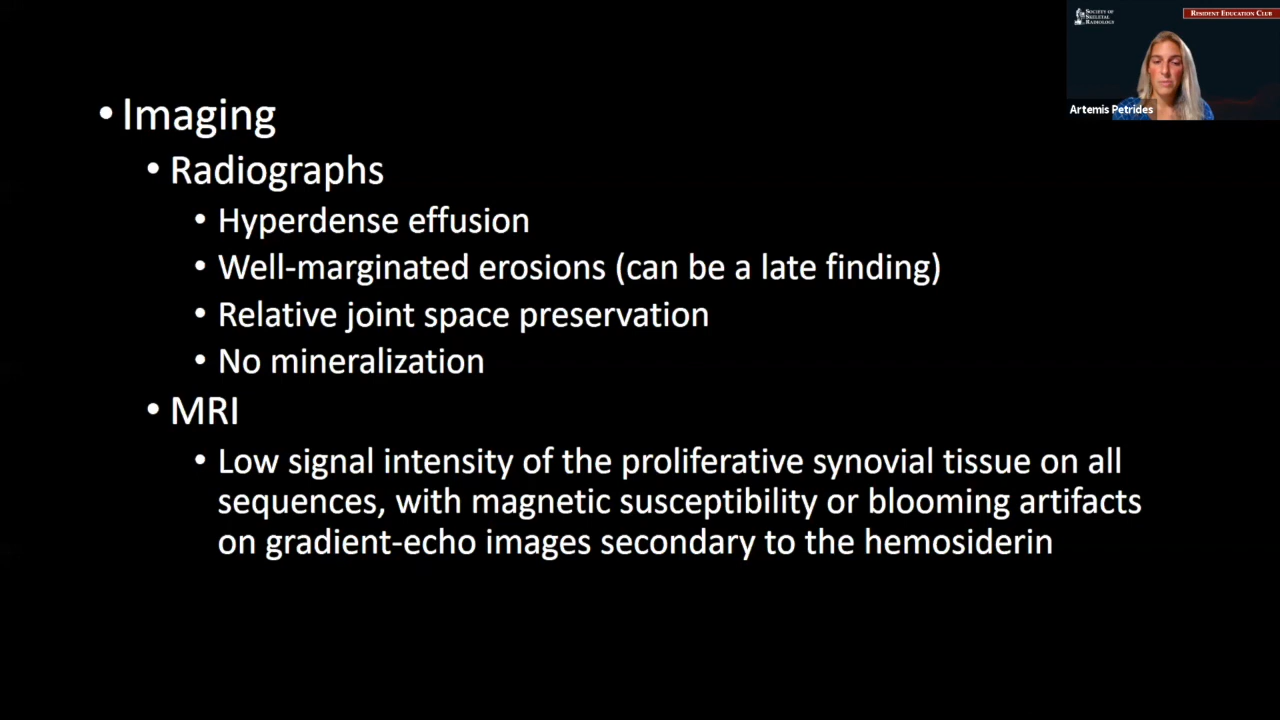 SOCIETY OF
SKELETAL
RADIOLOGY
RESIDENT EDUCATION CLUB
Artemis Petrides
• Imaging
• Radiographs
• Hyperdense effusion
• Well-marginated erosions (can be a late finding)
• Relative joint space preservation
• No mineralization
• MRI
• Low signal intensity of the proliferative synovial tissue on all
sequences, with magnetic susceptibility or blooming artifacts
on gradient-echo images secondary to the hemosiderin